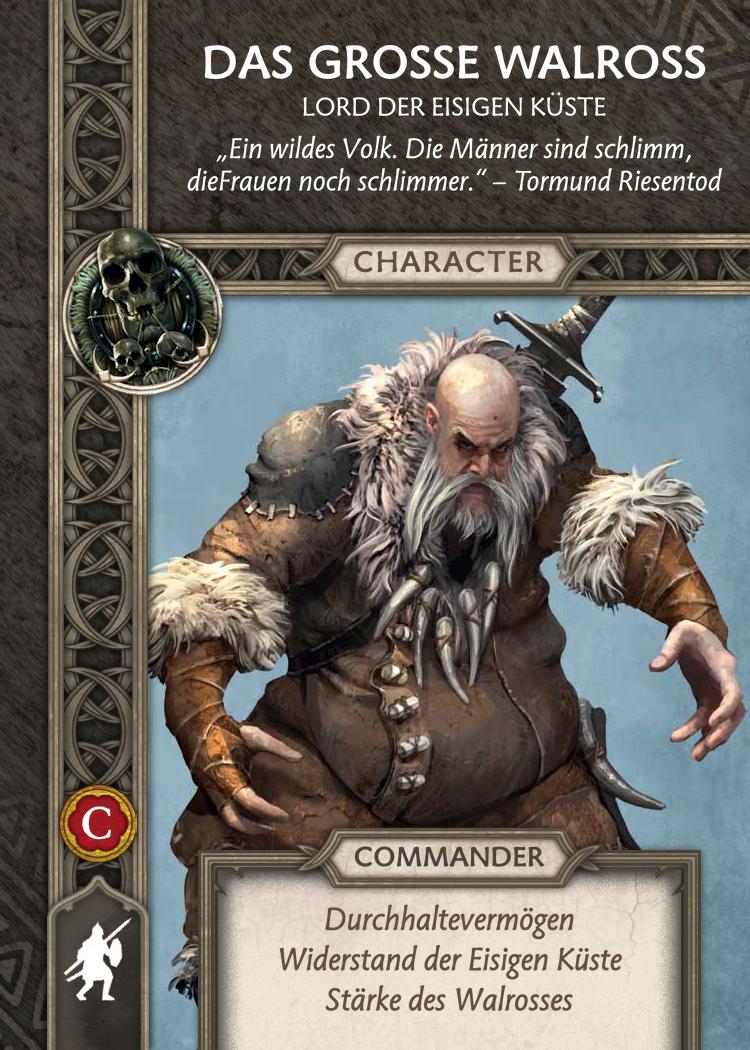 DAS GROSSE WALROSS
LORD DER EISIGEN KÜSTE
„Ein wildes Volk. Die Männer sind schlimm,
dieFrauen noch schlimmer.“ – Tormund Riesentod
CHARACTER
C
COMMANDER
Durchhaltevermögen
Widerstand der Eisigen Küste
Stärke des Walrosses